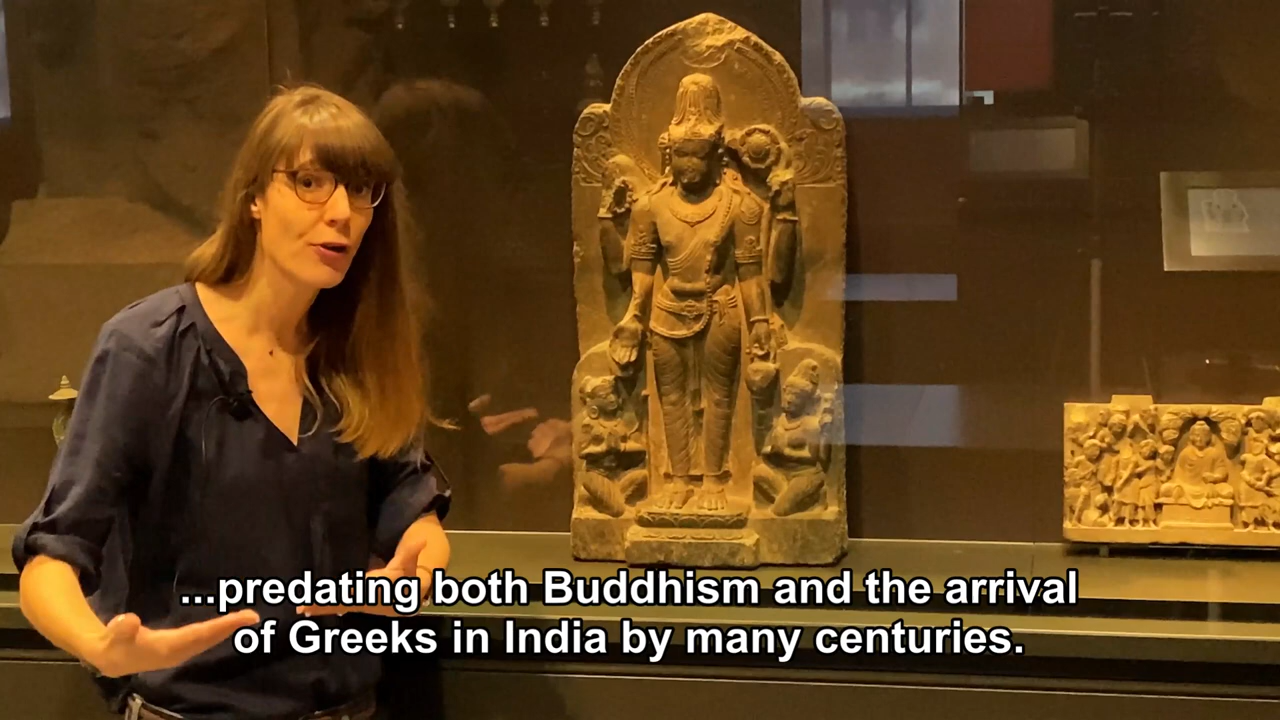 ...predating both Buddhism and the arrival
of Greeks in India by many centuries.